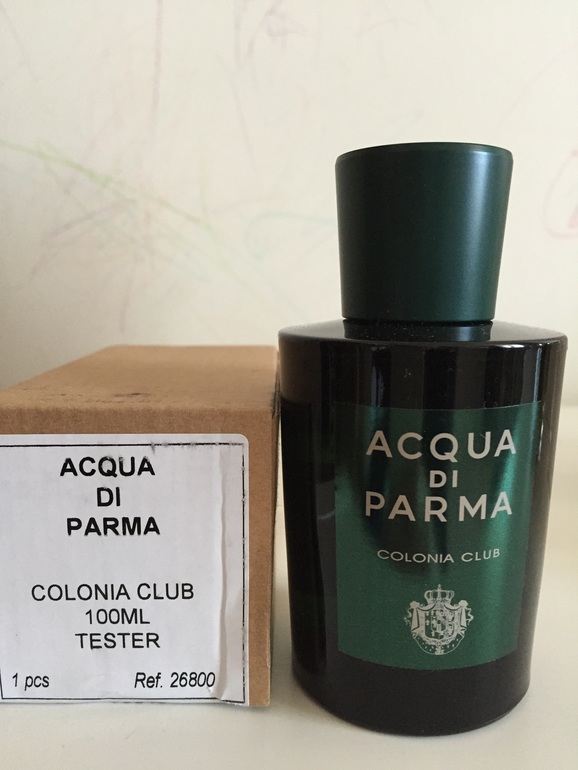 ACQUA
DI
PARMA
COLONIA CLUB
100ML
TESTER
1 pcs Ref. 26800
ACQUA
DI
PARMA
COLONIA CLUB